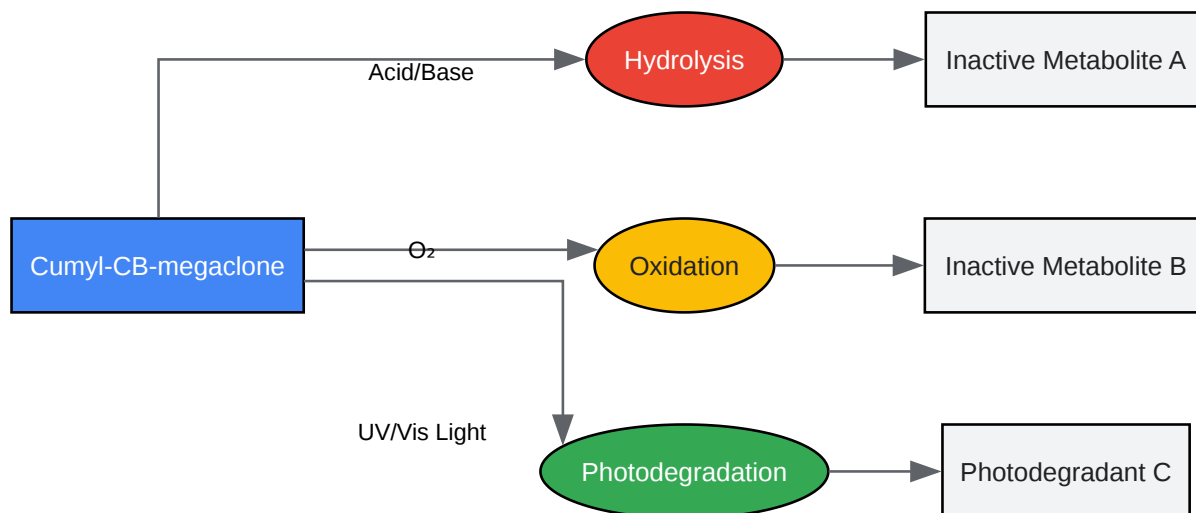 Acid/Base
Hydrolysis
Inactive Metabolite A
Cumyl-CB-megaclone
O₂
Oxidation
Inactive Metabolite B
UV/Vis Light
Photodegradation
Photodegradant C